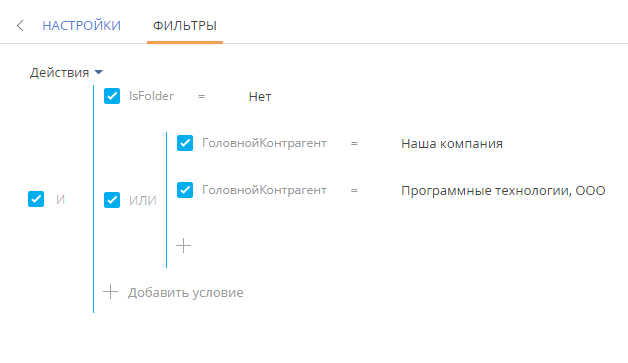 НАСТРОЙКИ ФИЛЬТРЫ
Действия
IsFolder = Нет
ГоловнойКонтрагент = Наша компания
И ИЛИ ГоловнойКонтрагент = Программные технологии, ООО
Добавить условие